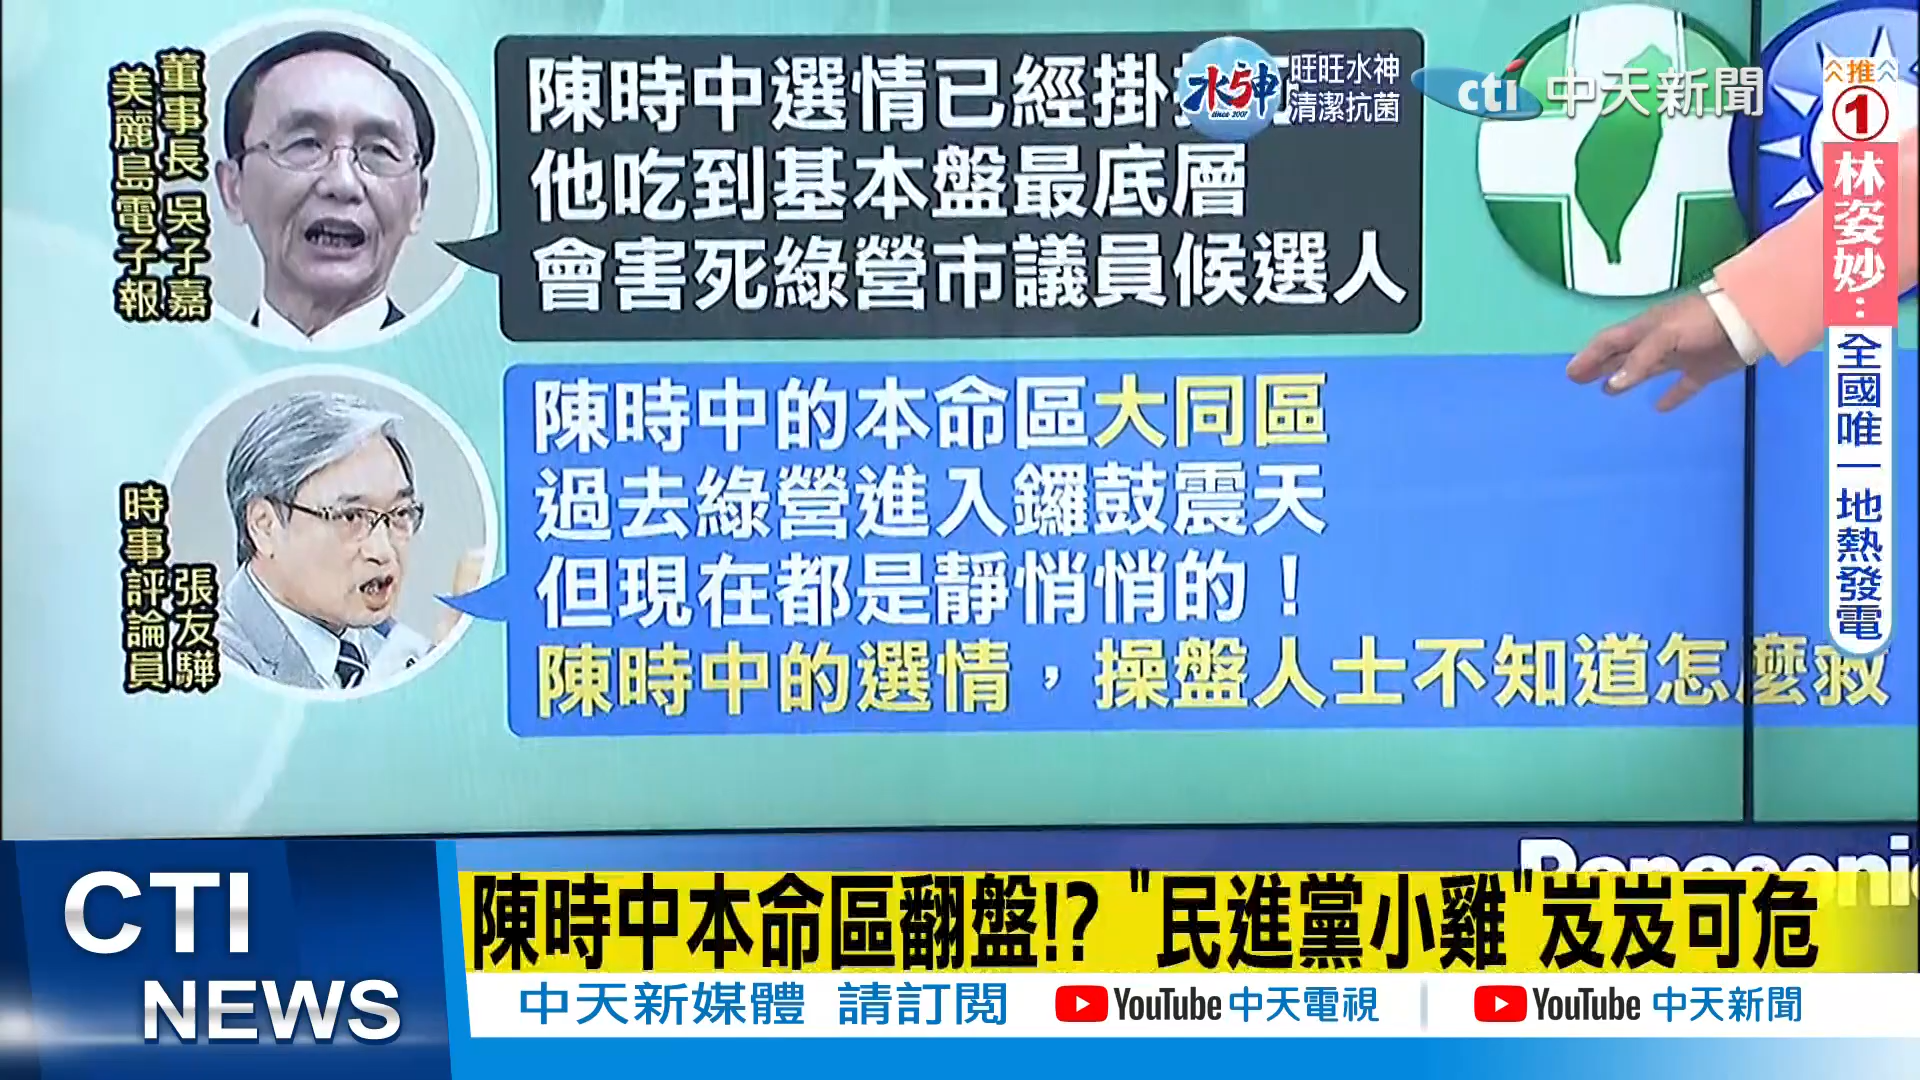 美麗島電子報
董事長 吳子嘉
陳時中選情已經掛
他吃到基本盤最底層
會害死綠營市議員候選人
水神
since 2007
旺旺水神
清潔抗菌
cti 中天新聞
推
1
林姿妙：
全國唯一地熱發電
時事評論員
張友驊
陳時中的本命區大同區
過去綠營進入鑼鼓震天
但現在都是靜悄悄的！
陳時中的選情，操盤人士不知道怎麼救
Panasonic
CTI
NEWS
陳時中本命區翻盤!? "民進黨小雞"岌岌可危
中天新媒體 請訂閱 YouTube 中天電視 YouTube 中天新聞